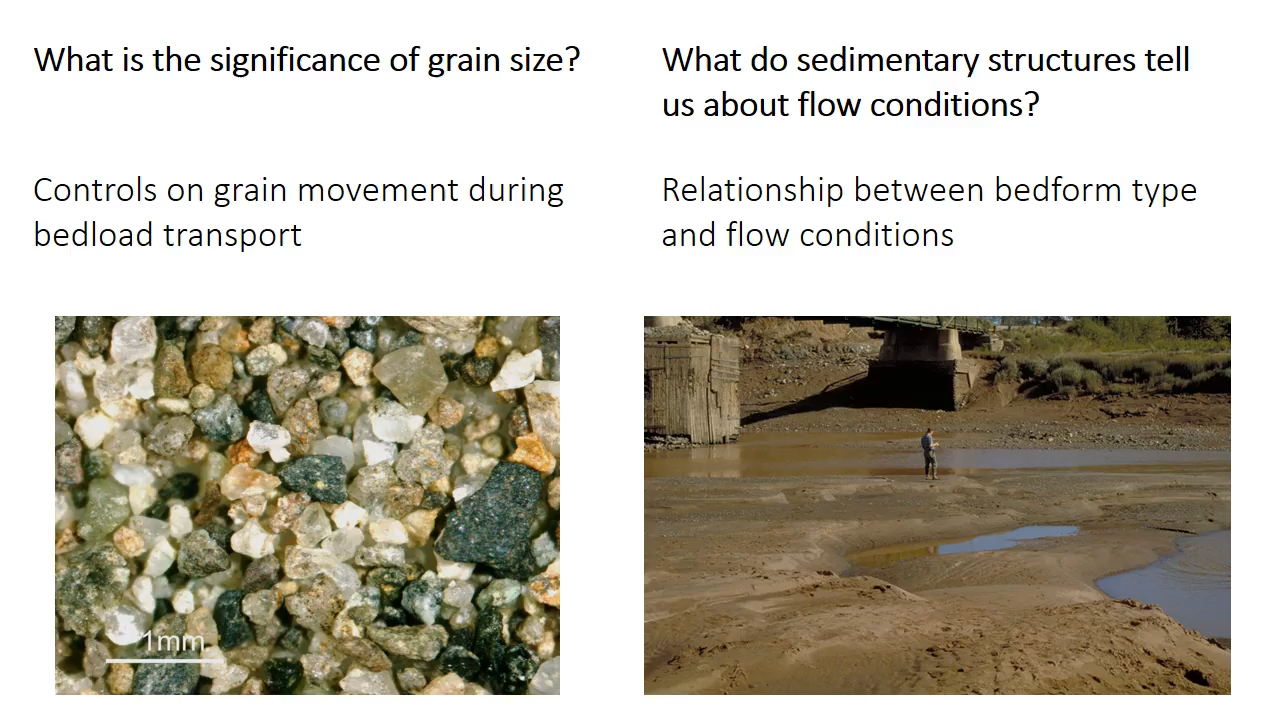 What is the significance of grain size?
Controls on grain movement during
bedload transport
1mm
What do sedimentary structures tell
us about flow conditions?
Relationship between bedform type
and flow conditions